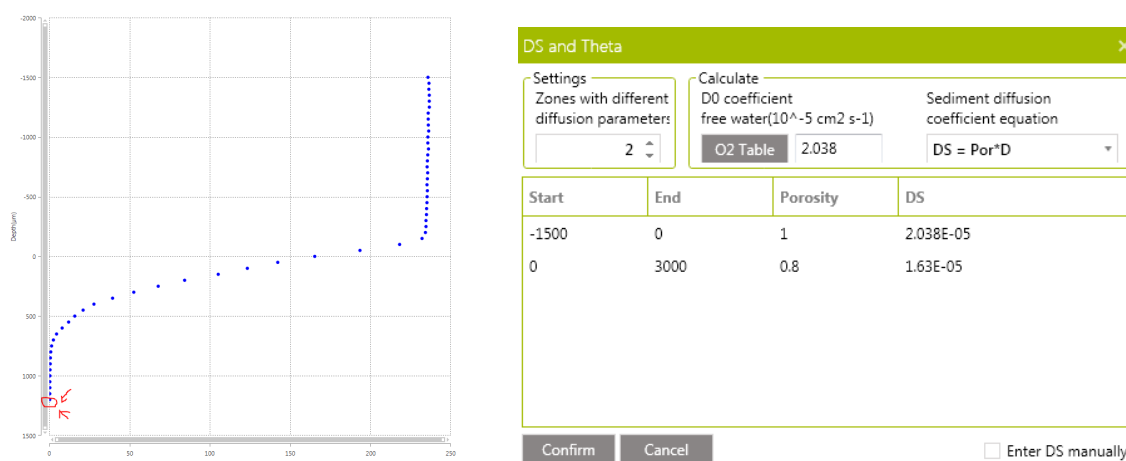 -2000
-1500
-1000
-500
0
500
1000
1500
Depth(µm)
0
50
100
150
200
250
DS and Theta
Settings
Zones with different
diffusion parameters
2
Calculate
D0 coefficient
free water(10^-5 cm2 s-1)
O2 Table
2.038
Sediment diffusion
coefficient equation
DS = Por*D
Start End Porosity DS
-1500 0 1 2.038E-05
0 3000 0.8 1.63E-05
Confirm Cancel
Enter DS manually